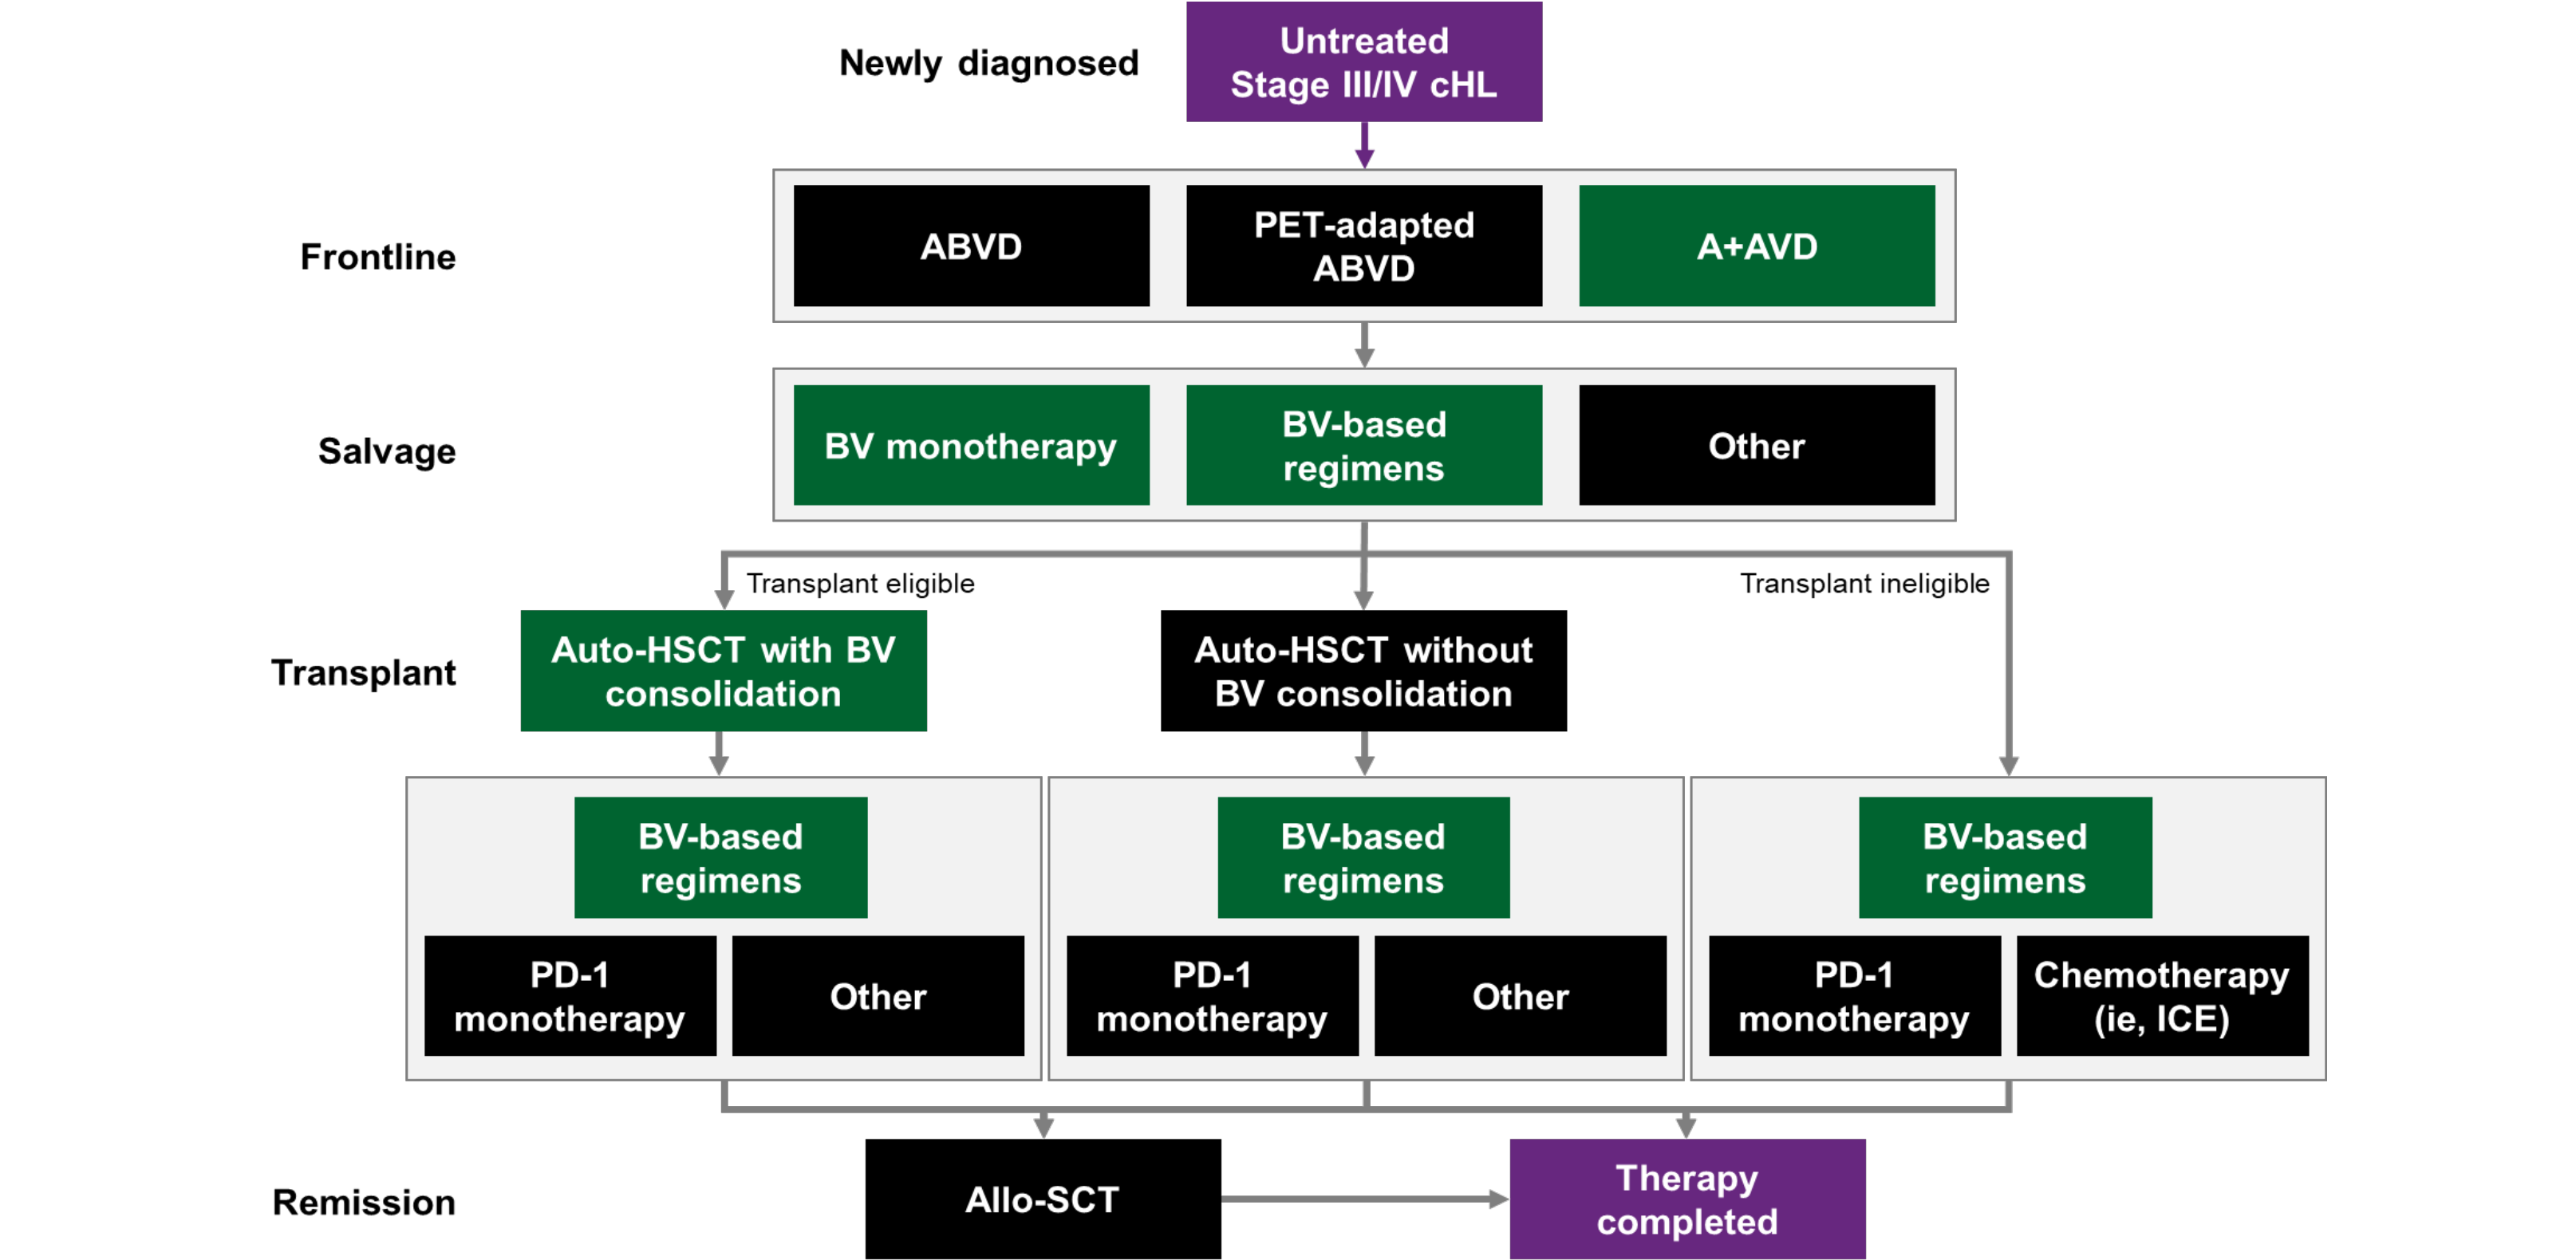 Newly diagnosed
Untreated
Stage III/IV cHL
Frontline
ABVD
PET-adapted
ABVD
A+AVD
Salvage
BV monotherapy
BV-based
regimens
Other
Transplant eligible
Transplant ineligible
Transplant
Auto-HSCT with BV
consolidation
Auto-HSCT without
BV consolidation
BV-based
regimens
PD-1
monotherapy
Other
BV-based
regimens
PD-1
monotherapy
Other
BV-based
regimens
PD-1
monotherapy
Chemotherapy
(ie, ICE)
Remission
Allo-SCT
Therapy
completed